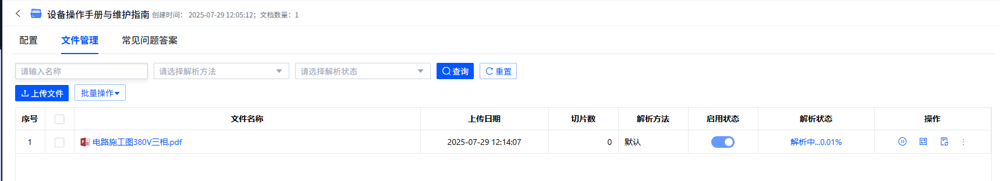 设备操作手册与维护指南 创建时间： 2025-07-29 12:05:12；文档数量：1
配置 文件管理 常见问题答案
请输入名称 请选择解析方法 请选择解析状态 查询 重置
上传文件 批量操作
序号 文件名称 上传日期 切片数 解析方法 启用状态 解析状态 操作
1 电路施工图380V三相.pdf 2025-07-29 12:14:07 0 默认 解析中...0.01%